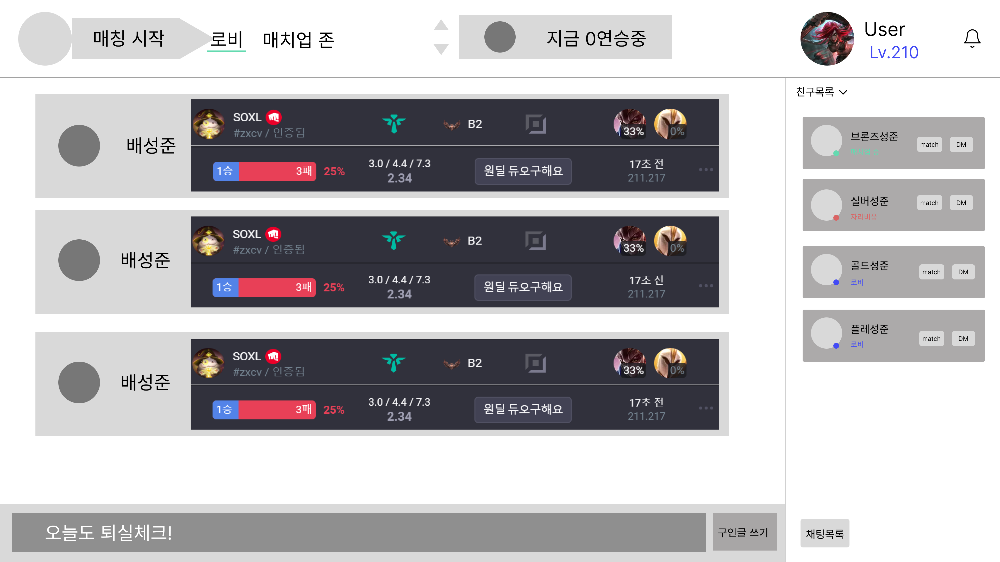 매칭 시작
로비
매치업 존
지금 0연승중
User
Lv.210
배성준
SOXL
#zxcv / 인증됨
B2
33%
0%
1승
3패
25%
3.0 / 4.4 / 7.3
2.34
원딜 듀오구해요
17초 전
211.217
배성준
SOXL
#zxcv / 인증됨
B2
33%
0%
1승
3패
25%
3.0 / 4.4 / 7.3
2.34
원딜 듀오구해요
17초 전
211.217
배성준
SOXL
#zxcv / 인증됨
B2
33%
0%
1승
3패
25%
3.0 / 4.4 / 7.3
2.34
원딜 듀오구해요
17초 전
211.217
오늘도 퇴실체크!
구인글 쓰기
친구목록
브론즈성준
매치업 중
match
DM
실버성준
자리비움
match
DM
골드성준
로비
match
DM
플레성준
로비
match
DM
채팅목록